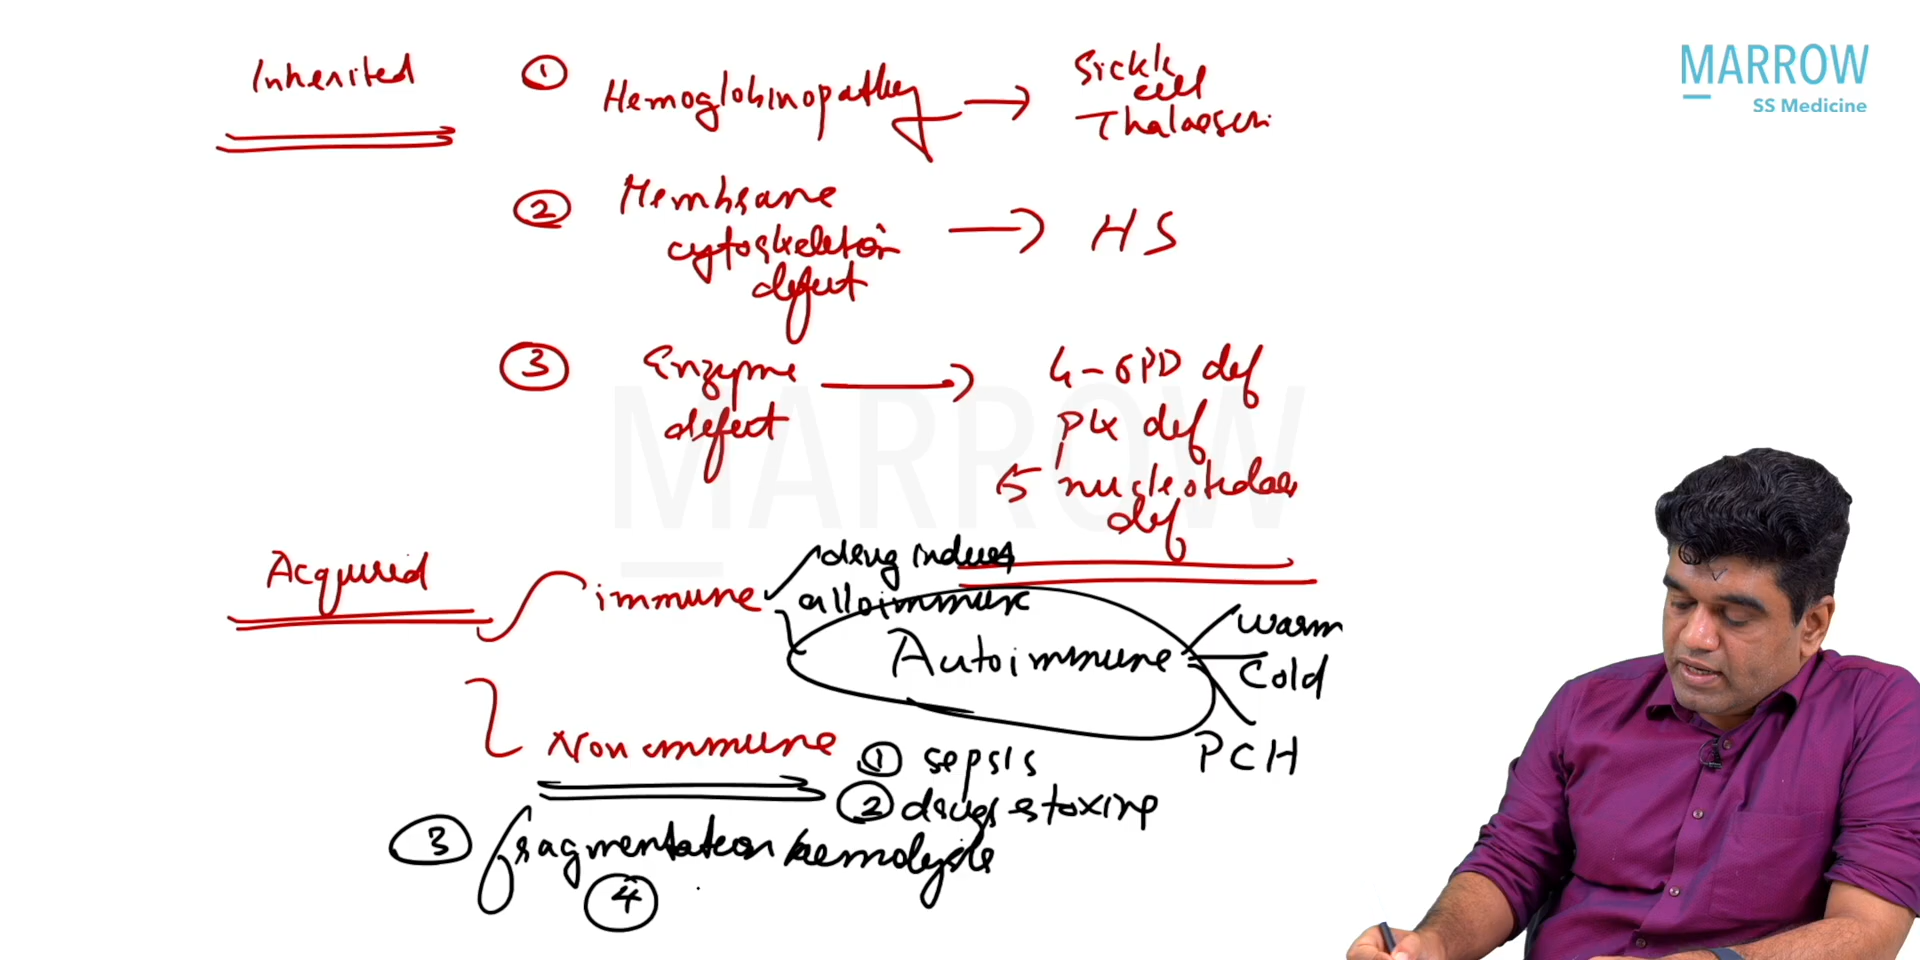 MARROW
SS Medicine
Inherited
① Hemoglobinopathy → Sickle
cell
② Membrane
cytoskeleton
defect → HS
③ Enzyme
defect → G-6PD def
PK def
5 nucleotidase
def
MARROW
Acquired
immune
drug induced
alloimmune
Autoimmune
warm
Cold
PCH
Non immune
① sepsis
② drugs & toxins
③ fragmentation
④